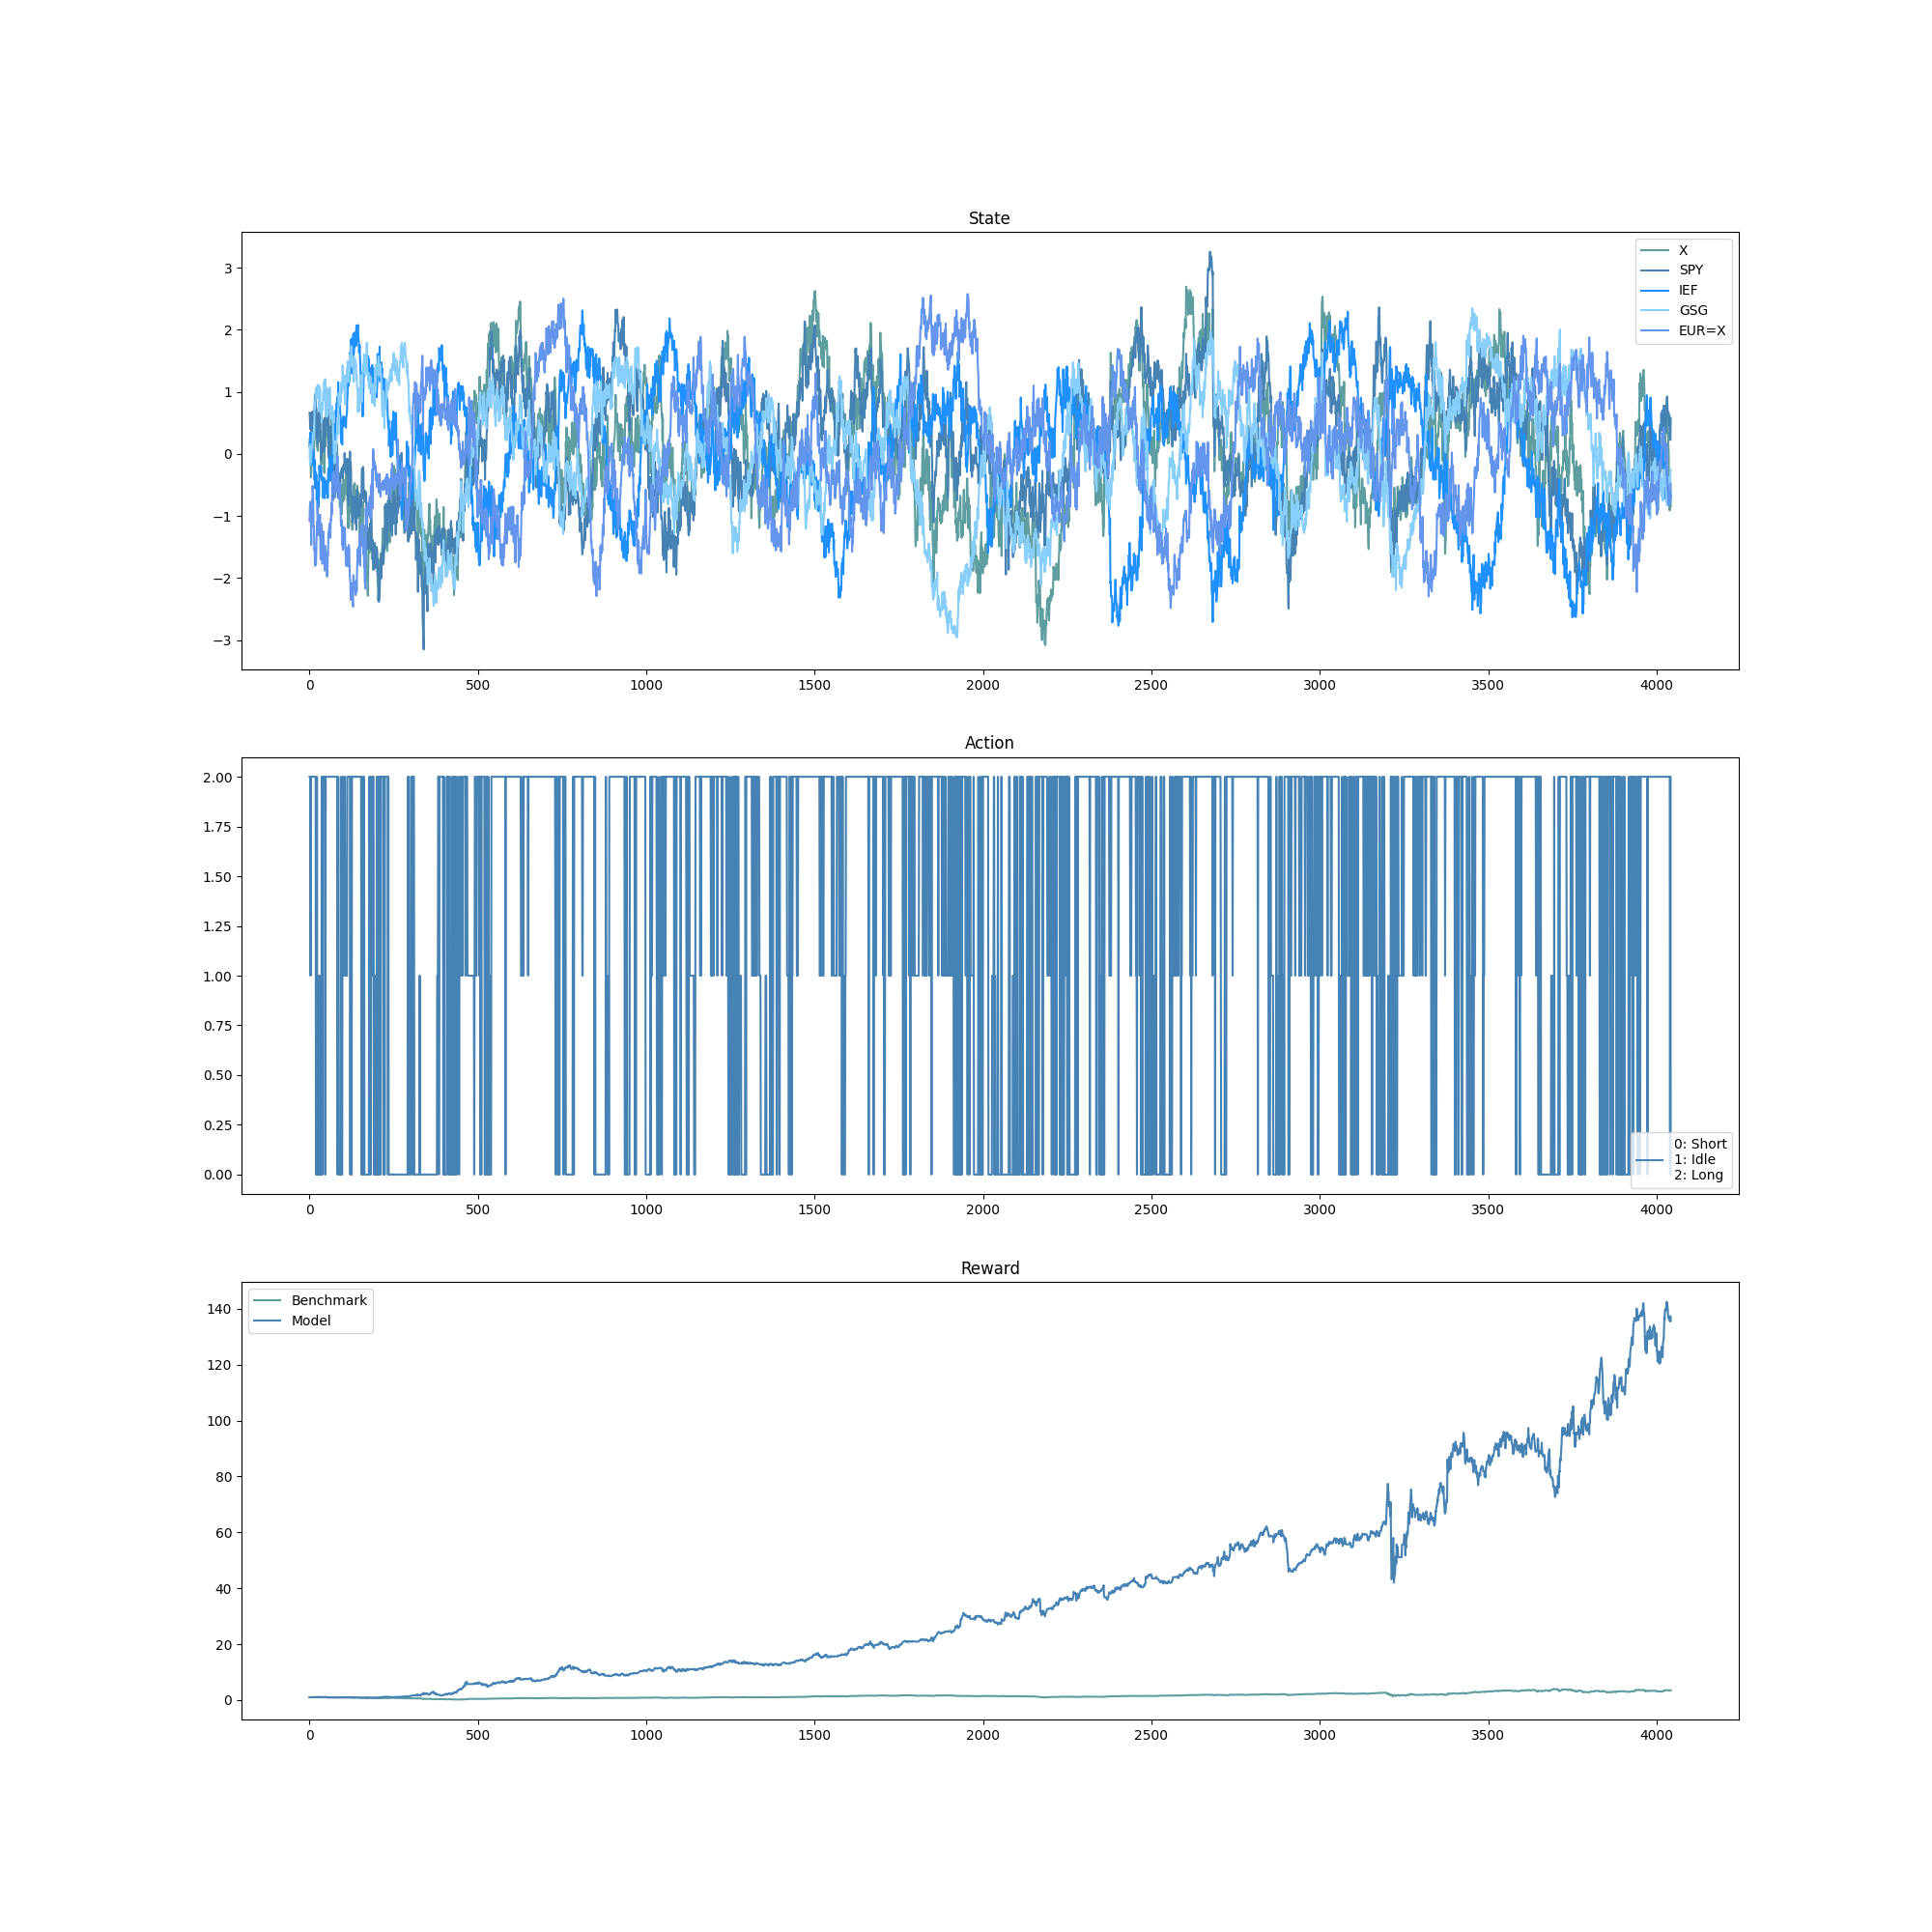 State
3
2
1
0
−1
−2
−3
X
SPY
IEF
GSG
EUR=X
0 500 1000 1500 2000 2500 3000 3500 4000
Action
2.00
1.75
1.50
1.25
1.00
0.75
0.50
0.25
0.00
0: Short
1: Idle
2: Long
0 500 1000 1500 2000 2500 3000 3500 4000
Reward
Benchmark
Model
140
120
100
80
60
40
20
0
0 500 1000 1500 2000 2500 3000 3500 4000